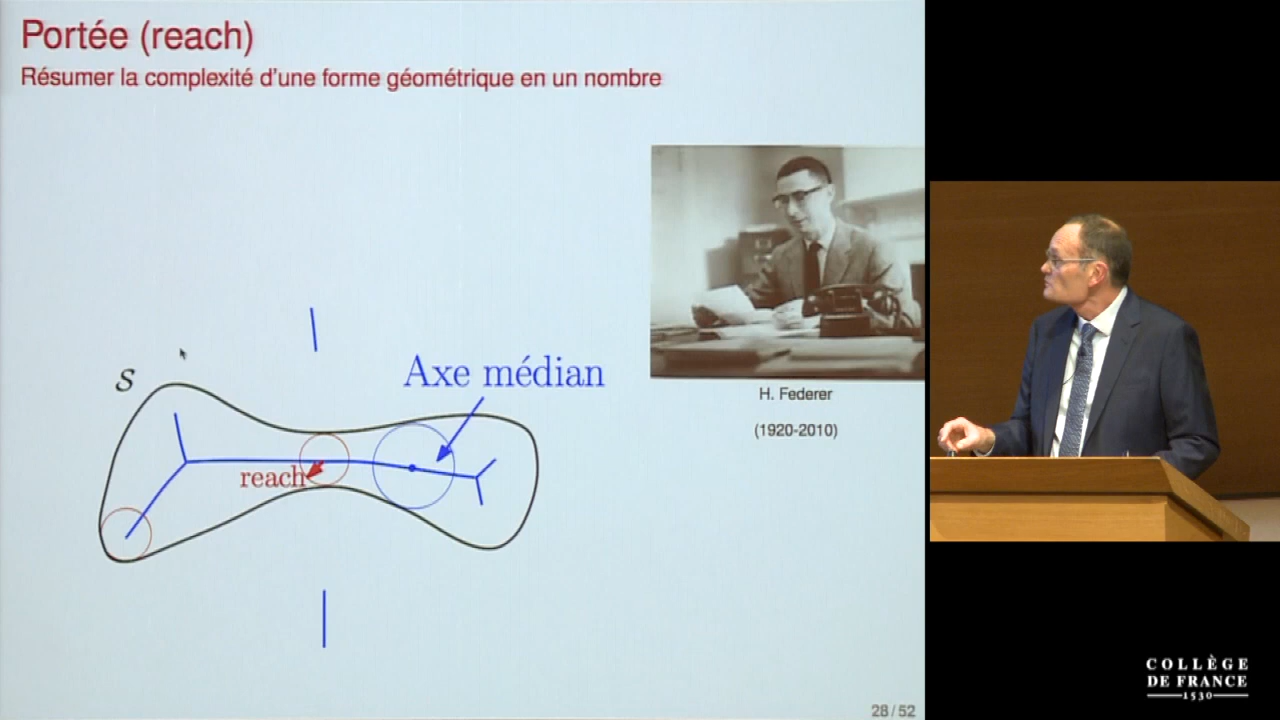 Portée (reach)
Résumer la complexité d'une forme géométrique en un nombre
S
Axe médian
reach
H. Federer
(1920-2010)
28 / 52
COLLÈGE
DE FRANCE
1530